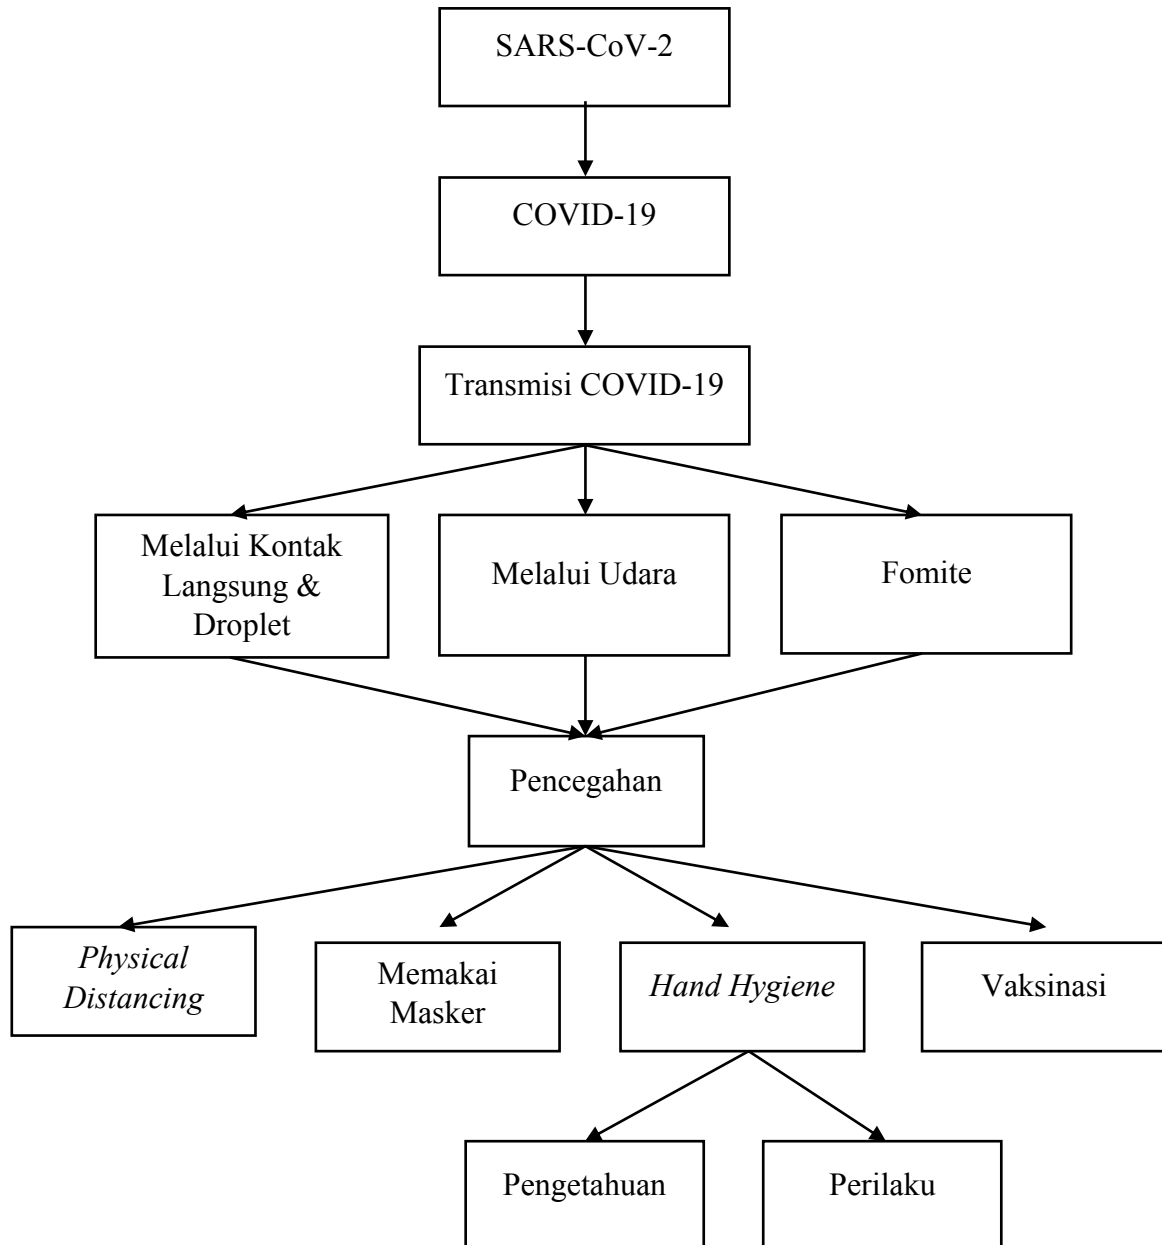 SARS-CoV-2
COVID-19
Transmisi COVID-19
Melalui Kontak
Langsung &
Droplet
Melalui Udara
Fomite
Pencegahan
Physical
Distancing
Memakai
Masker
Hand Hygiene
Vaksinasi
Pengetahuan
Perilaku